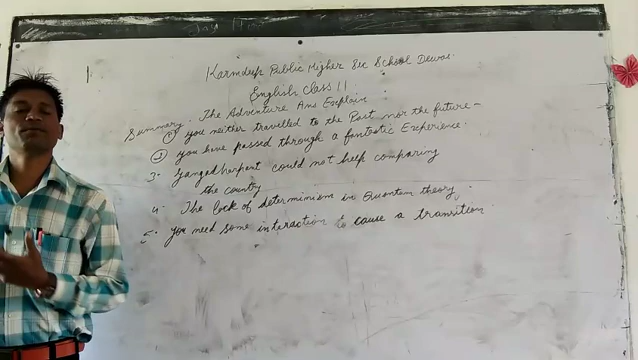 Karmdeep Public Higher Sec School Dewas.
English Class 11
Summary. The Adventure Ans Explain
① you neither travelled to the Past nor the future -
② you have passed through a fantastic Experience.
3. Gangadharpant could not help comparing
the country
4. The lack of determinism in Quantum theory.
5. you need some interaction to cause a transition